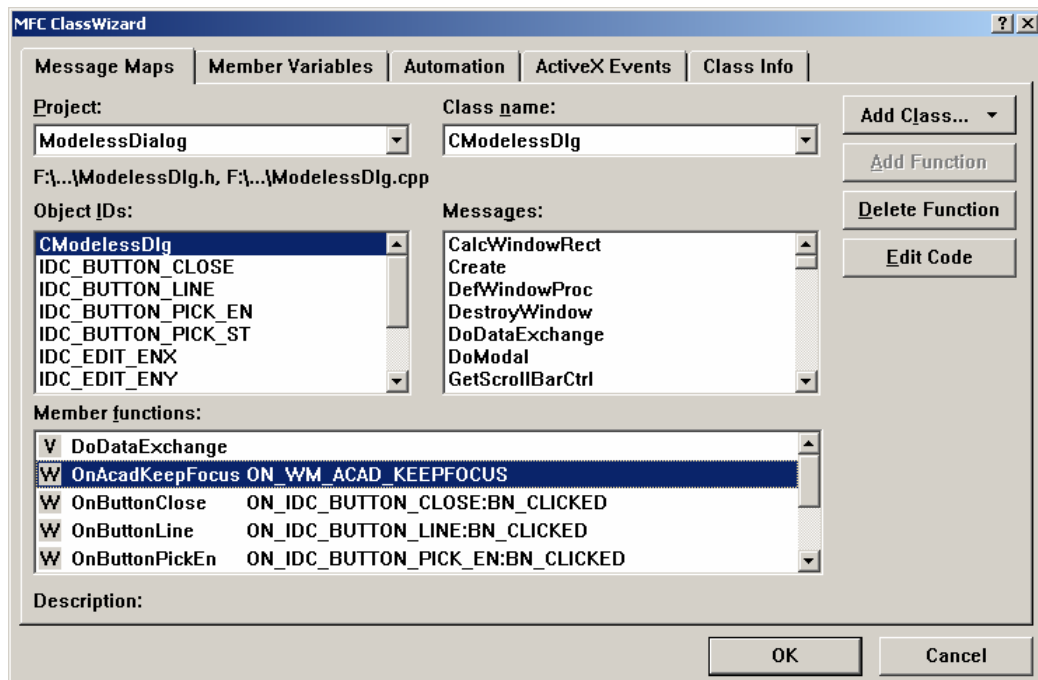 MFC ClassWizard
Message Maps Member Variables Automation ActiveX Events Class Info
Project: Class name:
ModelessDialog CModelessDlg
Add Class...
Add Function
F:\...\ModelessDlg.h, F:\...\ModelessDlg.cpp
Object IDs: Messages:
Delete Function
Edit Code
CModelessDlg
IDC_BUTTON_CLOSE
IDC_BUTTON_LINE
IDC_BUTTON_PICK_EN
IDC_BUTTON_PICK_ST
IDC_EDIT_ENX
IDC_EDIT_ENY
CalcWindowRect
Create
DefWindowProc
DestroyWindow
DoDataExchange
DoModal
GetScrollBarCtrl
Member functions:
V DoDataExchange
W OnAcadKeepFocus ON_WM_ACAD_KEEPFOCUS
W OnButtonClose ON_IDC_BUTTON_CLOSE:BN_CLICKED
W OnButtonLine ON_IDC_BUTTON_LINE:BN_CLICKED
W OnButtonPickEn ON_IDC_BUTTON_PICK_EN:BN_CLICKED
Description:
OK Cancel